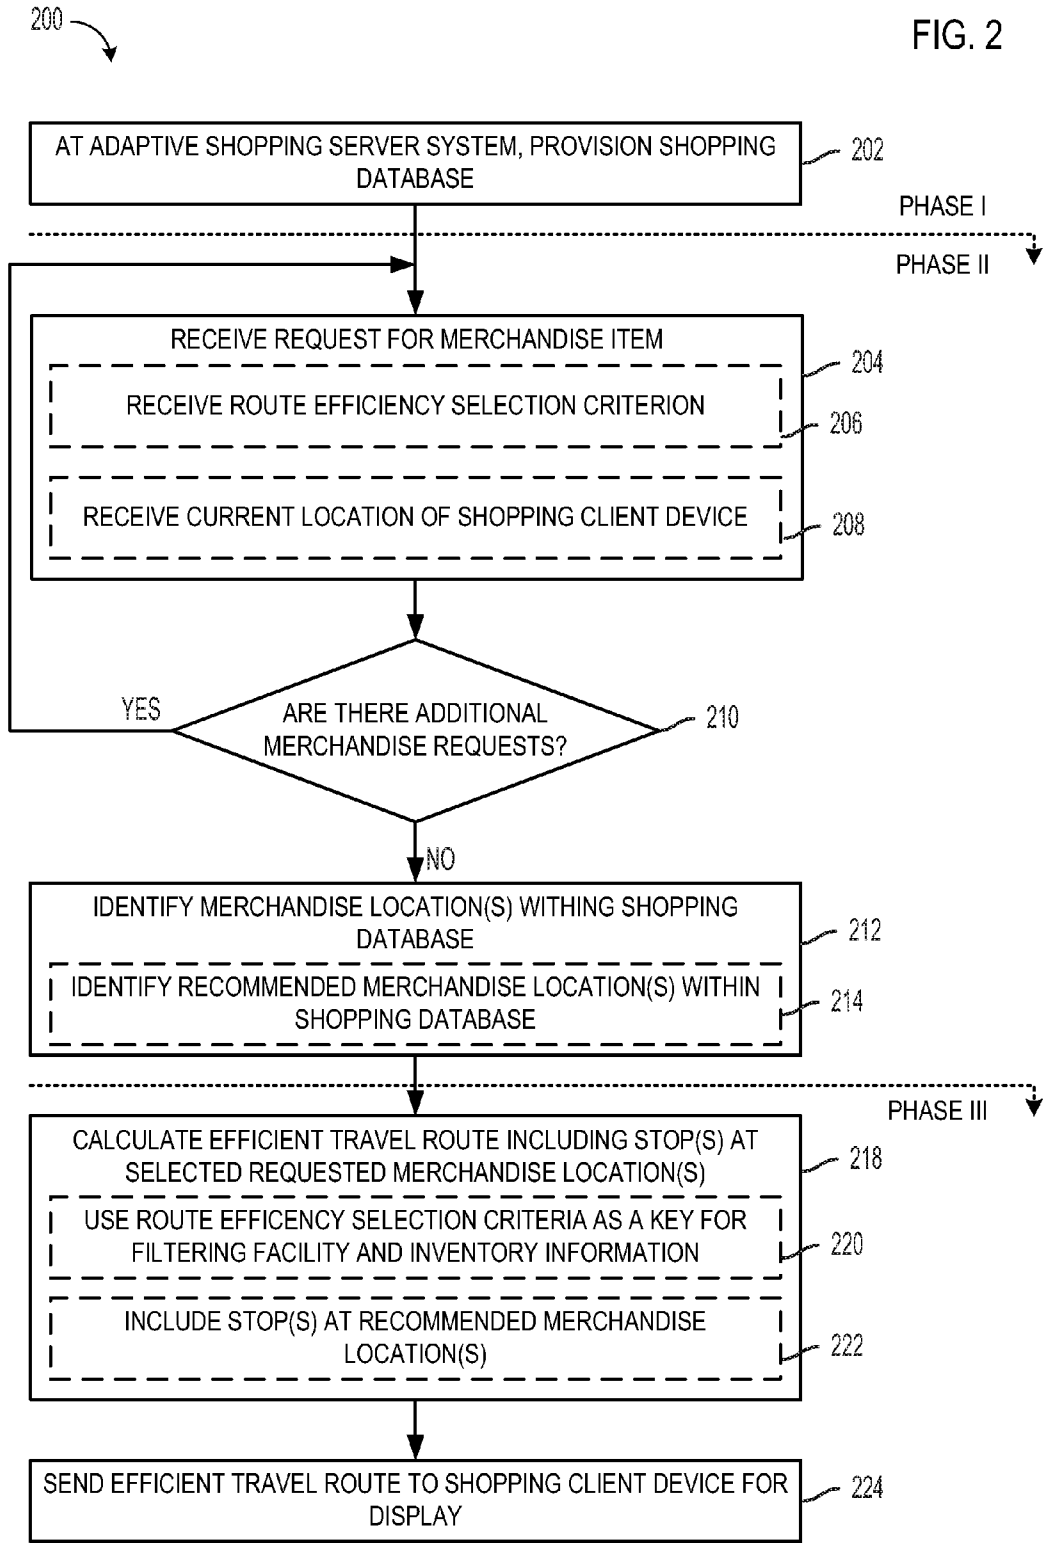 200
FIG. 2
AT ADAPTIVE SHOPPING SERVER SYSTEM, PROVISION SHOPPING
DATABASE
202
PHASE I
PHASE II
RECEIVE REQUEST FOR MERCHANDISE ITEM
204
RECEIVE ROUTE EFFICIENCY SELECTION CRITERION
206
RECEIVE CURRENT LOCATION OF SHOPPING CLIENT DEVICE
208
YES
ARE THERE ADDITIONAL
MERCHANDISE REQUESTS?
210
NO
IDENTIFY MERCHANDISE LOCATION(S) WITHING SHOPPING
DATABASE
212
IDENTIFY RECOMMENDED MERCHANDISE LOCATION(S) WITHIN
SHOPPING DATABASE
214
PHASE III
CALCULATE EFFICIENT TRAVEL ROUTE INCLUDING STOP(S) AT
SELECTED REQUESTED MERCHANDISE LOCATION(S)
218
USE ROUTE EFFICENCY SELECTION CRITERIA AS A KEY FOR
FILTERING FACILITY AND INVENTORY INFORMATION
220
INCLUDE STOP(S) AT RECOMMENDED MERCHANDISE
LOCATION(S)
222
SEND EFFICIENT TRAVEL ROUTE TO SHOPPING CLIENT DEVICE FOR
DISPLAY
224